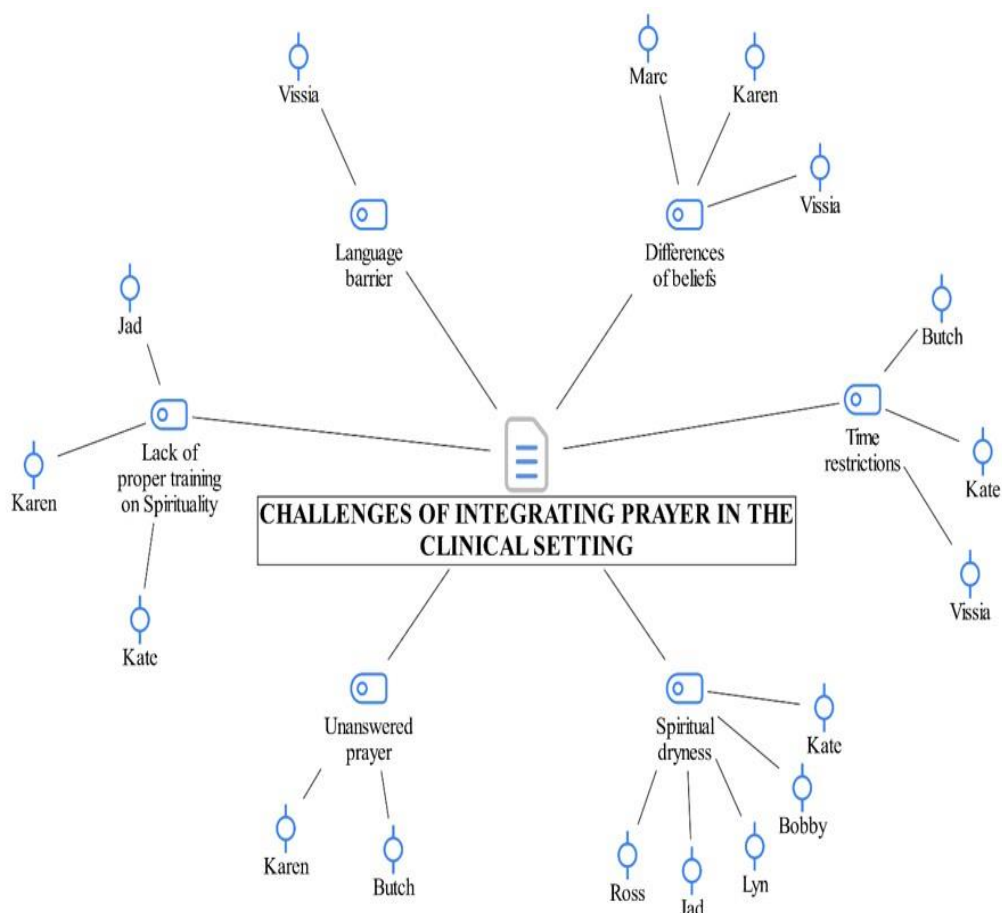 Marc
Karen
Vissia
Vissia
Language
barrier
Differences
of beliefs
Jad
Butch
Lack of
proper training
on Spirituality
Time
restrictions
Karen
Kate
CHALLENGES OF INTEGRATING PRAYER IN THE
CLINICAL SETTING
Vissia
Kate
Unanswered
prayer
Spiritual
dryness
Kate
Bobby
Karen
Butch
Ross
Jad
Lyn